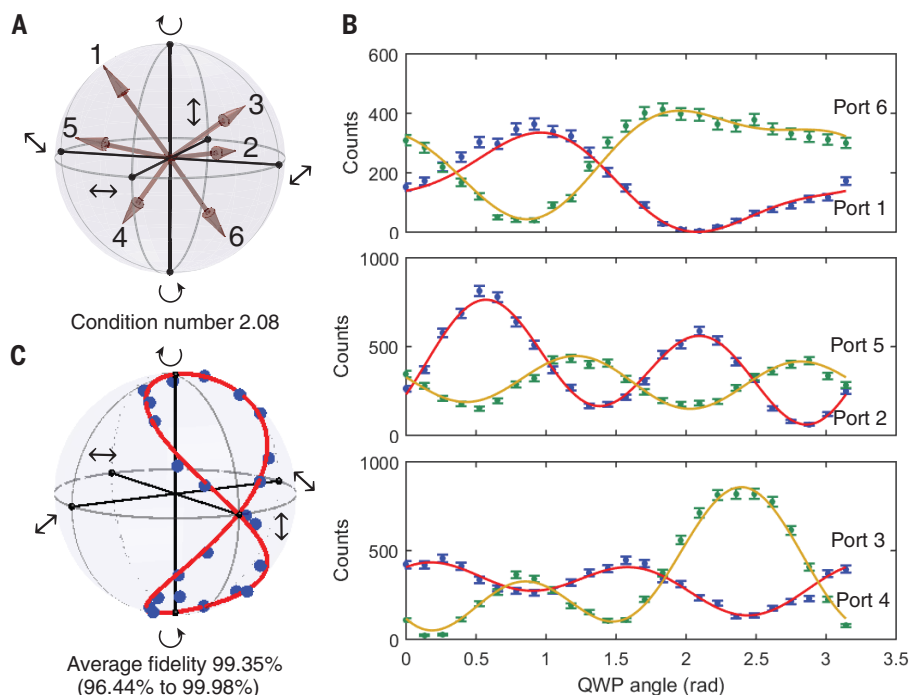 A
1
3
5
2
4
6
Condition number 2.08
B
600
400
200
0
Counts
Port 6
Port 1
1000
500
0
Counts
Port 5
Port 2
1000
500
0
Counts
Port 3
Port 4
0 0.5 1 1.5 2 2.5 3 3.5
QWP angle (rad)
C
Average fidelity 99.35%
(96.44% to 99.98%)